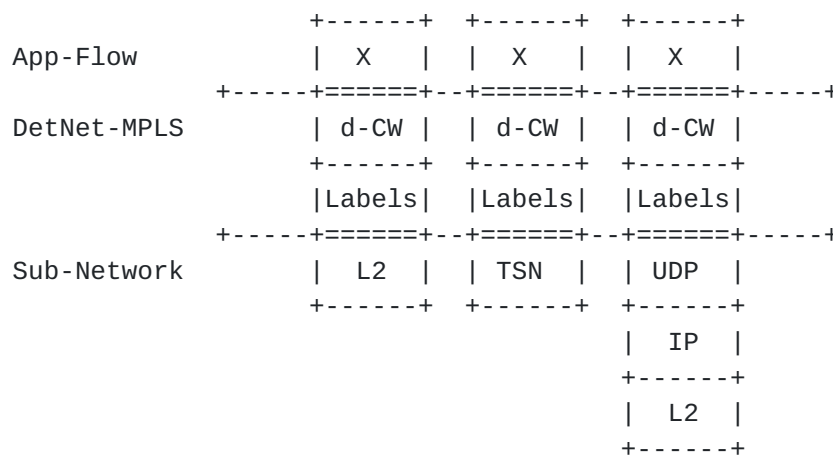 +------+  +------+  +------+
App-Flow              |  X   |  |  X   |  |  X   |
                +-----+======+--+======+--+======+-----+
DetNet-MPLS           | d-CW |  | d-CW |  | d-CW |
                      +------+  +------+  +------+
                      |Labels|  |Labels|  |Labels|
                +-----+======+--+======+--+======+-----+
Sub-Network           |  L2  |  | TSN  |  | UDP  |
                      +------+  +------+  +------+
                                          |  IP  |
                                          +------+
                                          |  L2  |
                                          +------+